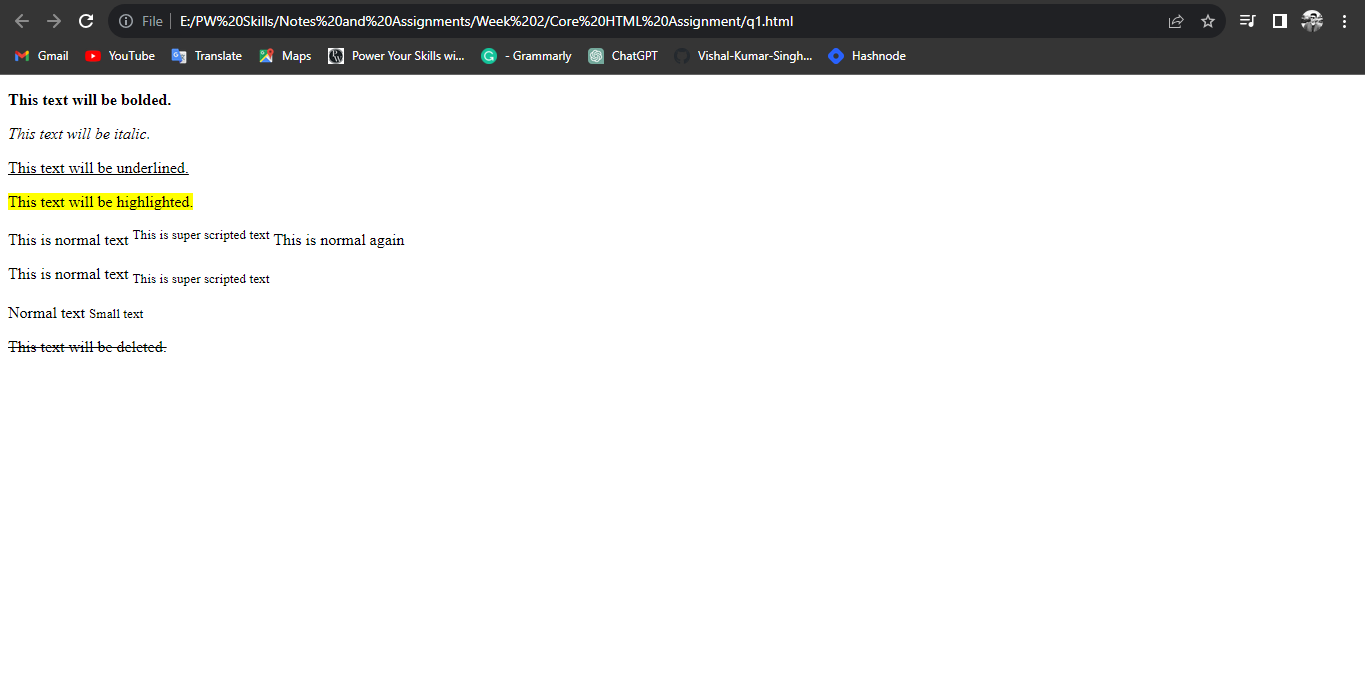 File E:/PW%20Skills/Notes%20and%20Assignments/Week%202/Core%20HTML%20Assignment/q1.html
Gmail YouTube Translate Maps Power Your Skills wi... - Grammarly ChatGPT Vishal-Kumar-Singh... Hashnode
This text will be bolded.
This text will be italic.
This text will be underlined.
This text will be highlighted.
This is normal text This is super scripted text This is normal again
This is normal text This is super scripted text
Normal text Small text
This text will be deleted.